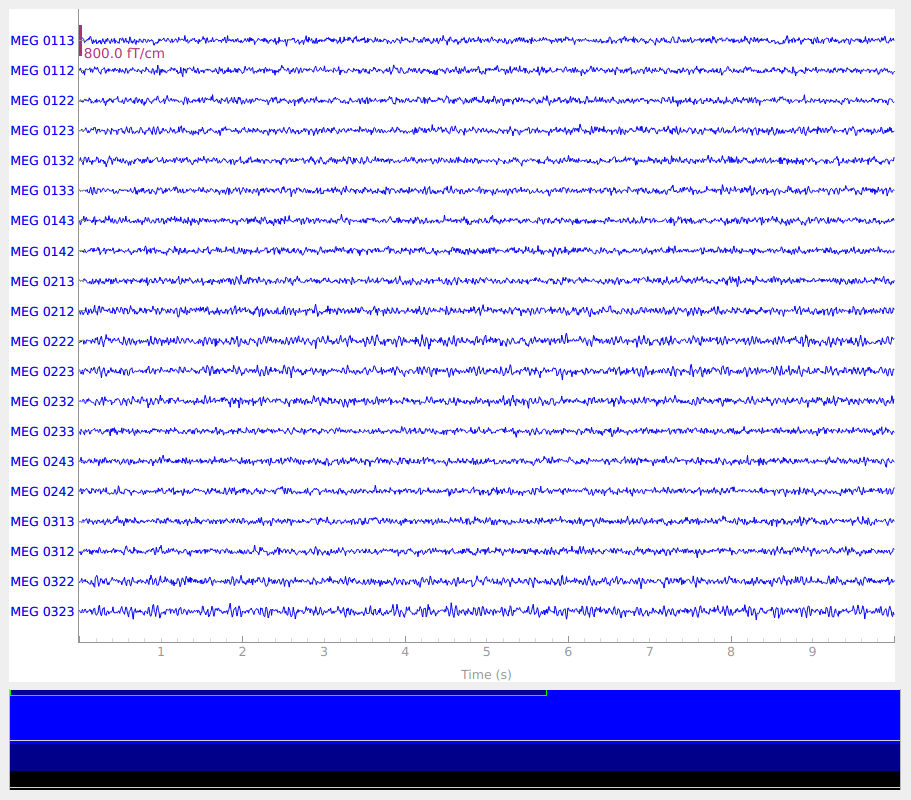 MEG 0113
800.0 fT/cm
MEG 0112
MEG 0122
MEG 0123
MEG 0132
MEG 0133
MEG 0143
MEG 0142
MEG 0213
MEG 0212
MEG 0222
MEG 0223
MEG 0232
MEG 0233
MEG 0243
MEG 0242
MEG 0313
MEG 0312
MEG 0322
MEG 0323
1 2 3 4 5 6 7 8 9
Time (s)